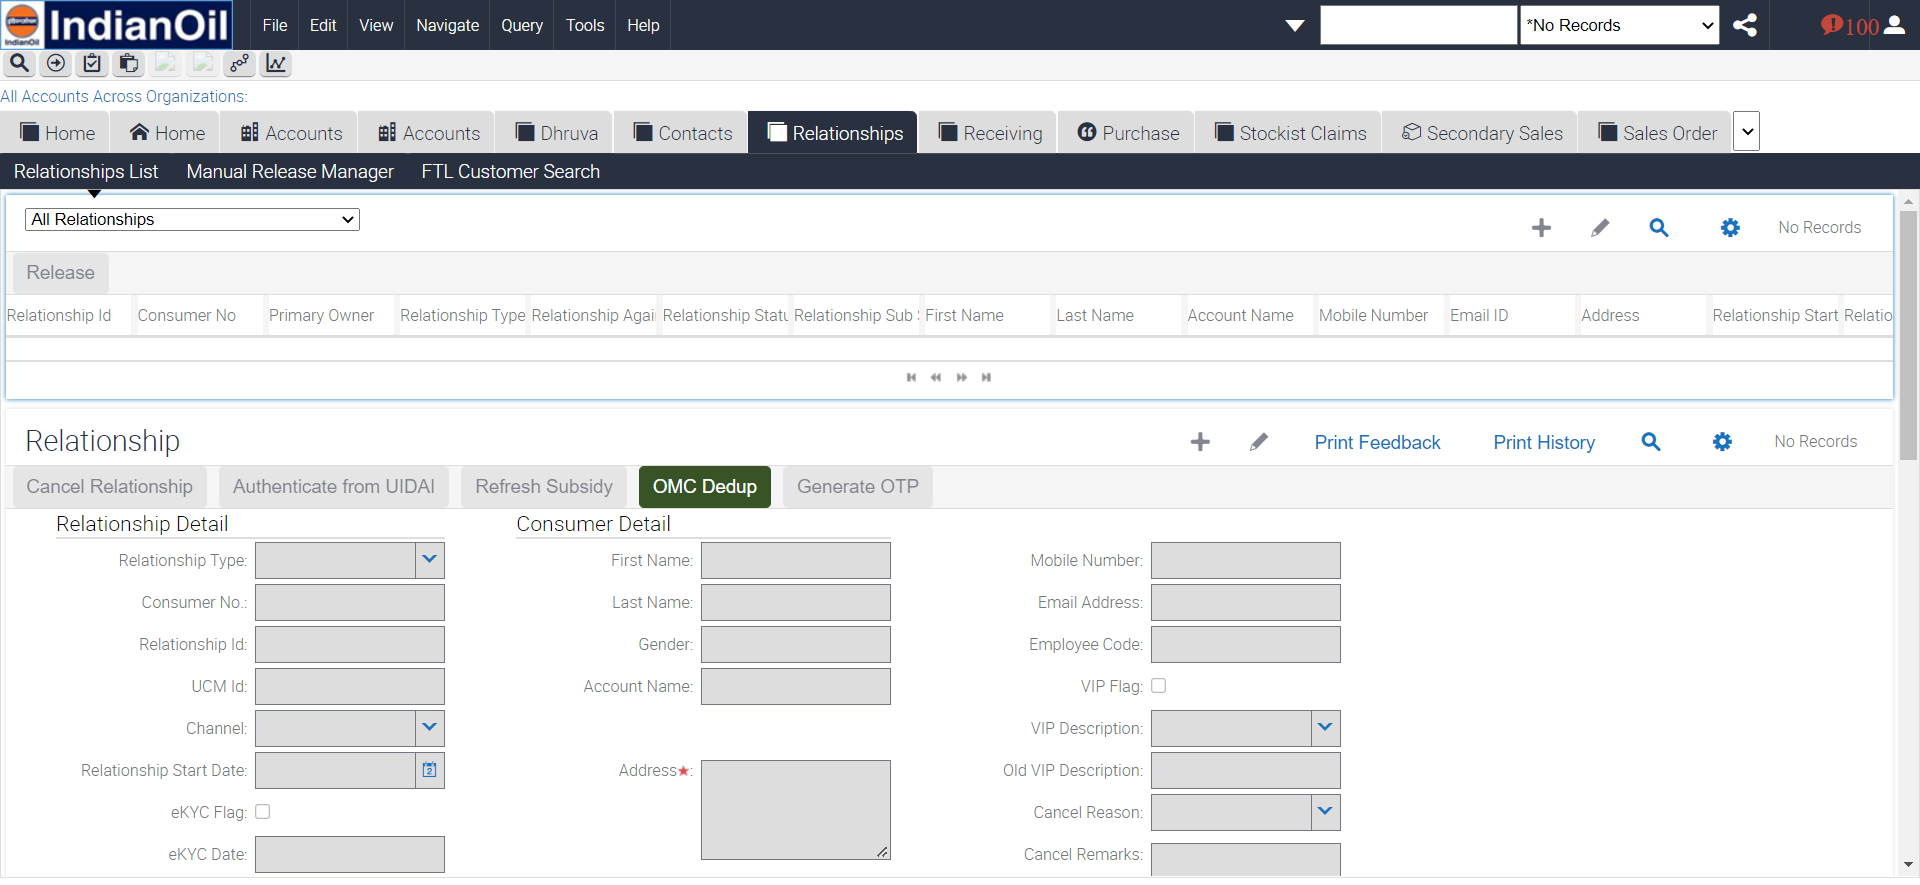 IndianOil
IndianOil File Edit View Navigate Query Tools Help *No Records 100
All Accounts Across Organizations:
Home Home Accounts Accounts Dhruva Contacts Relationships Receiving Purchase Stockist Claims Secondary Sales Sales Order
Relationships List Manual Release Manager FTL Customer Search
All Relationships No Records
Release
Relationship Id Consumer No Primary Owner Relationship Type Relationship Agai Relationship Statu Relationship Sub First Name Last Name Account Name Mobile Number Email ID Address Relationship Start Relatio
Relationship Print Feedback Print History No Records
Cancel Relationship Authenticate from UIDAI Refresh Subsidy OMC Dedup Generate OTP
Relationship Detail Consumer Detail
Relationship Type: First Name: Mobile Number:
Consumer No.: Last Name: Email Address:
Relationship Id: Gender: Employee Code:
UCM Id: Account Name: VIP Flag:
Channel: VIP Description:
Relationship Start Date: 2 Address★: Old VIP Description:
eKYC Flag: Cancel Reason:
eKYC Date: Cancel Remarks: